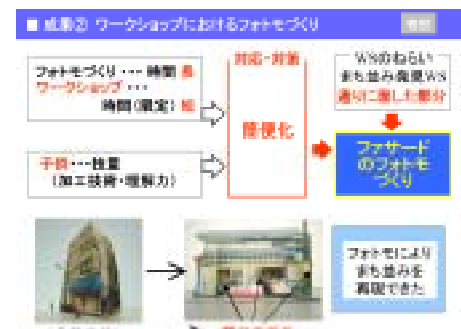 ■ 成果② ワークショップにおけるフォトモづくり
フォトモづくり ･･･ 時間 長
ワークショップ ･･･
時間(限定) 短
子供･･･技量
(加工技術・理解力)
対応・対策
簡便化
WSのねらい
まち並み発見WS
通りに面した部分
ファサード
のフォトモ
づくり
フォトモにより
まち並みを
再現できた